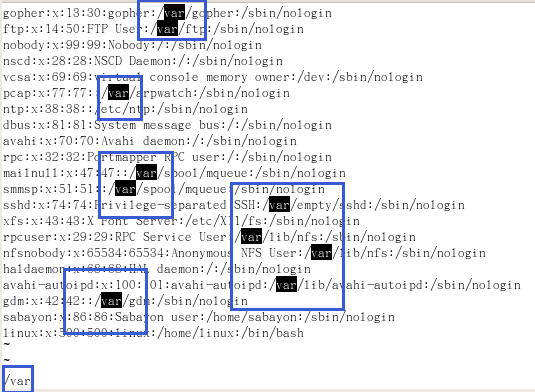 gopher:x:13:30:gopher:/var/gopher:/sbin/nologin
ftp:x:14:50:FTP User:/var/ftp:/sbin/nologin
nobody:x:99:99:Nobody:/:/sbin/nologin
nscd:x:28:28:NSCD Daemon:/:/sbin/nologin
vcsa:x:69:69:virtual console memory owner:/dev:/sbin/nologin
pcap:x:77:77::/var/arpwatch:/sbin/nologin
ntp:x:38:38::/etc/ntp:/sbin/nologin
dbus:x:81:81:System message bus:/:/sbin/nologin
avahi:x:70:70:Avahi daemon:/:/sbin/nologin
rpc:x:32:32:Portmapper RPC user:/:/sbin/nologin
mailnull:x:47:47::/var/spool/mqueue:/sbin/nologin
smmsp:x:51:51::/var/spool/mqueue:/sbin/nologin
sshd:x:74:74:Privilege-separated SSH:/var/empty/sshd:/sbin/nologin
xfs:x:43:43:X Font Server:/etc/X11/fs:/sbin/nologin
rpcuser:x:29:29:RPC Service User:/var/lib/nfs:/sbin/nologin
nfsnobody:x:65534:65534:Anonymous NFS User:/var/lib/nfs:/sbin/nologin
haldaemon:x:68:68:HAL daemon:/:/sbin/nologin
avahi-autoipd:x:100:101:avahi-autoipd:/var/lib/avahi-autoipd:/sbin/nologin
gdm:x:42:42::/var/gdm:/sbin/nologin
sabayon:x:86:86:Sabayon user:/home/sabayon:/sbin/nologin
linux:x:500:500:linux:/home/linux:/bin/bash
~
~
/var